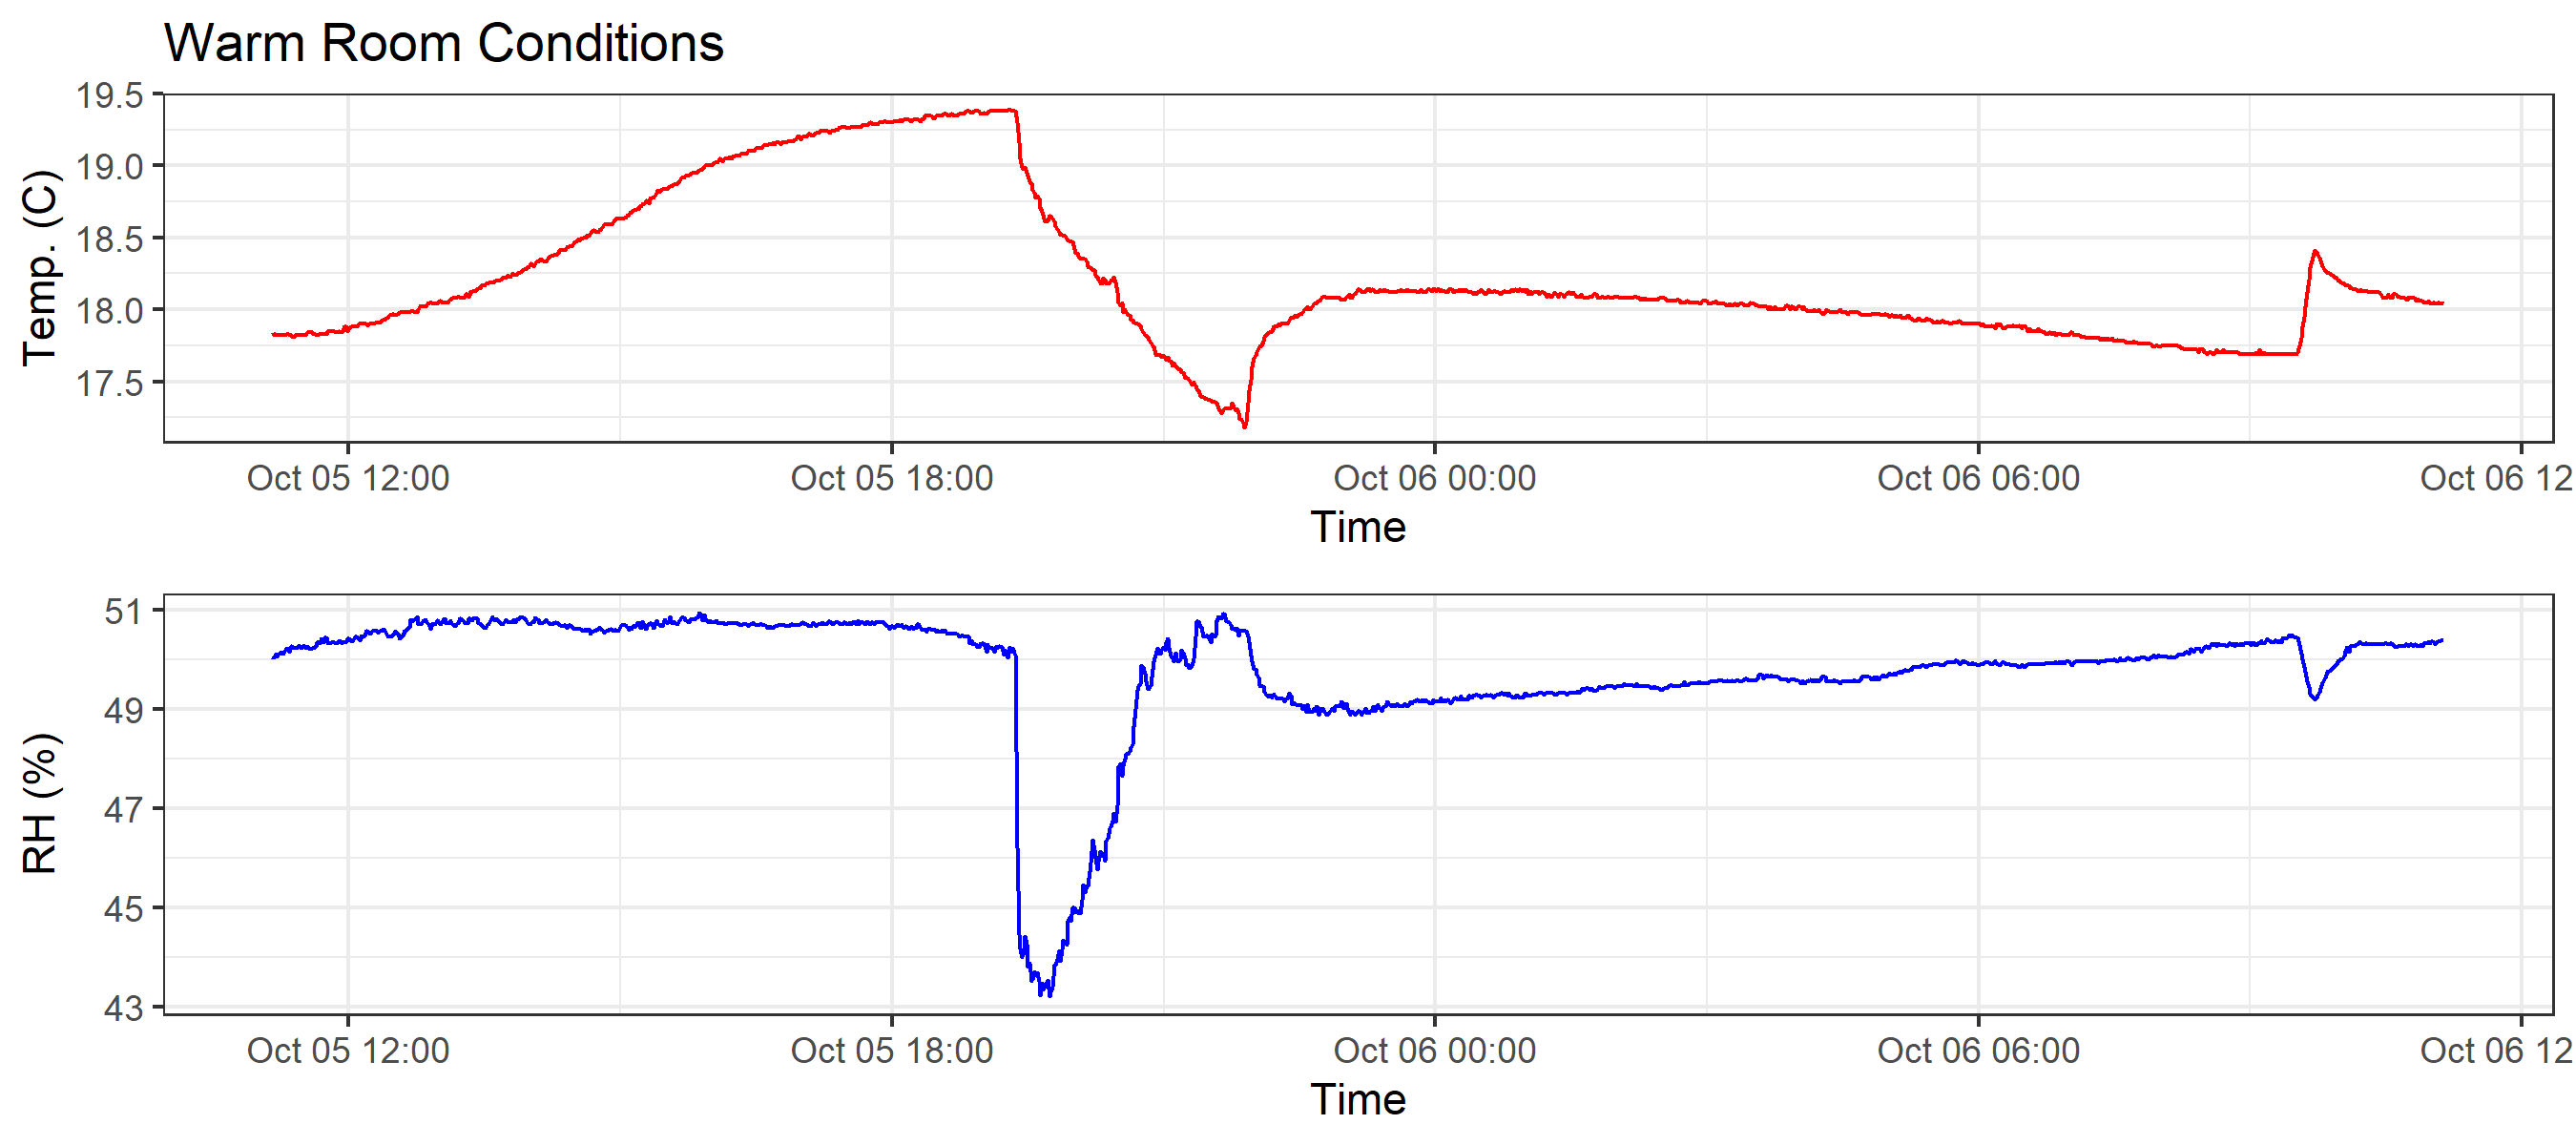 Warm Room Conditions
19.5
19.0
18.5
18.0
17.5
Temp. (C)
Oct 05 12:00 Oct 05 18:00 Oct 06 00:00 Oct 06 06:00 Oct 06 12
Time
51
49
47
45
43
RH (%)
Oct 05 12:00 Oct 05 18:00 Oct 06 00:00 Oct 06 06:00 Oct 06 12
Time